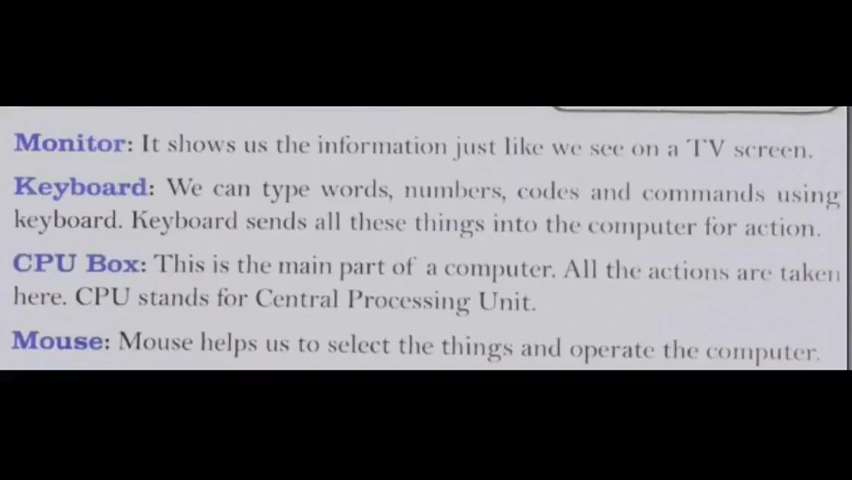 Monitor: It shows us the information just like we see on a TV screen.
Keyboard: We can type words, numbers, codes and commands using
keyboard. Keyboard sends all these things into the computer for action.
CPU Box: This is the main part of a computer. All the actions are taken
here. CPU stands for Central Processing Unit.
Mouse: Mouse helps us to select the things and operate the computer.